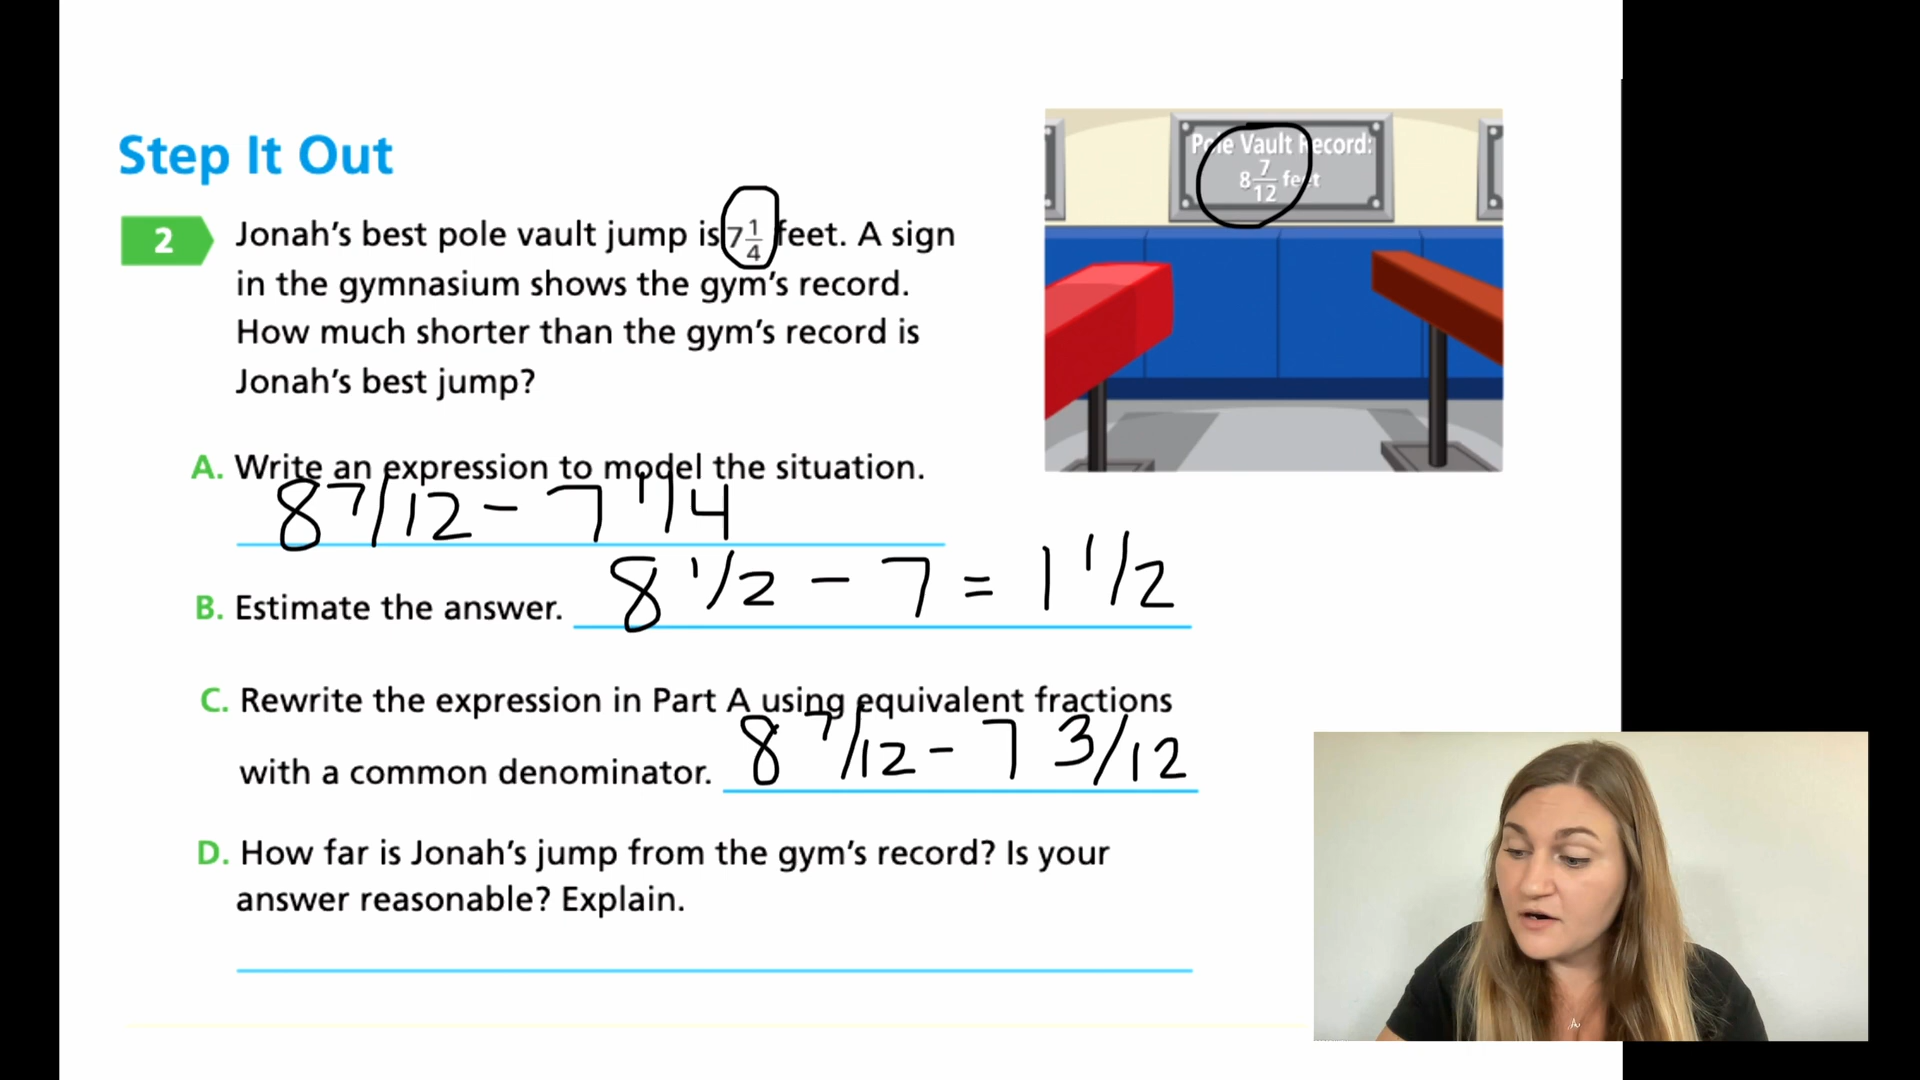 Step It Out
2 Jonah's best pole vault jump is 7 1/4 feet. A sign
in the gymnasium shows the gym's record.
How much shorter than the gym's record is
Jonah's best jump?
Pole Vault Record:
8 7/12 feet
A. Write an expression to model the situation.
8 7/12 - 7 1/4
B. Estimate the answer. 8 1/2 - 7 = 1 1/2
C. Rewrite the expression in Part A using equivalent fractions
with a common denominator. 8 7/12 - 7 3/12
D. How far is Jonah's jump from the gym's record? Is your
answer reasonable? Explain.